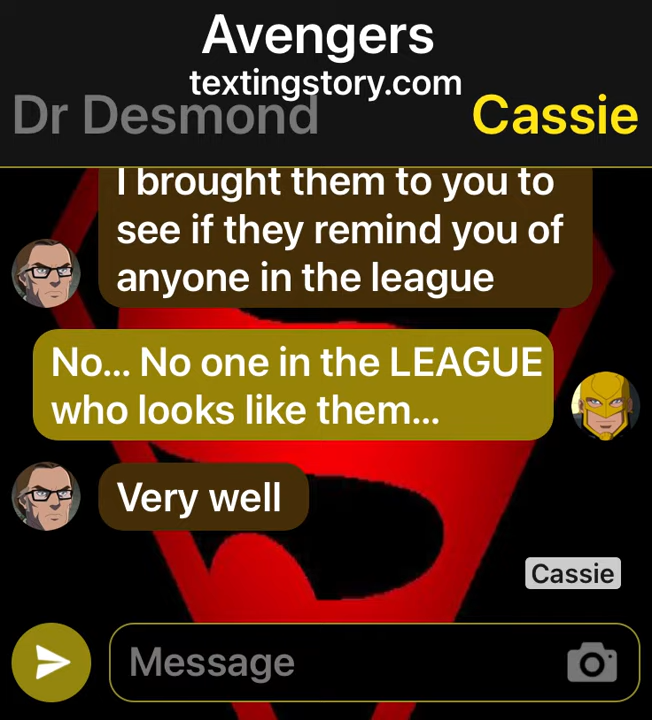 Avengers
textingstory.com
Dr Desmond
Cassie
I brought them to you to
see if they remind you of
anyone in the league
No... No one in the LEAGUE
who looks like them...
Very well
Cassie
Message